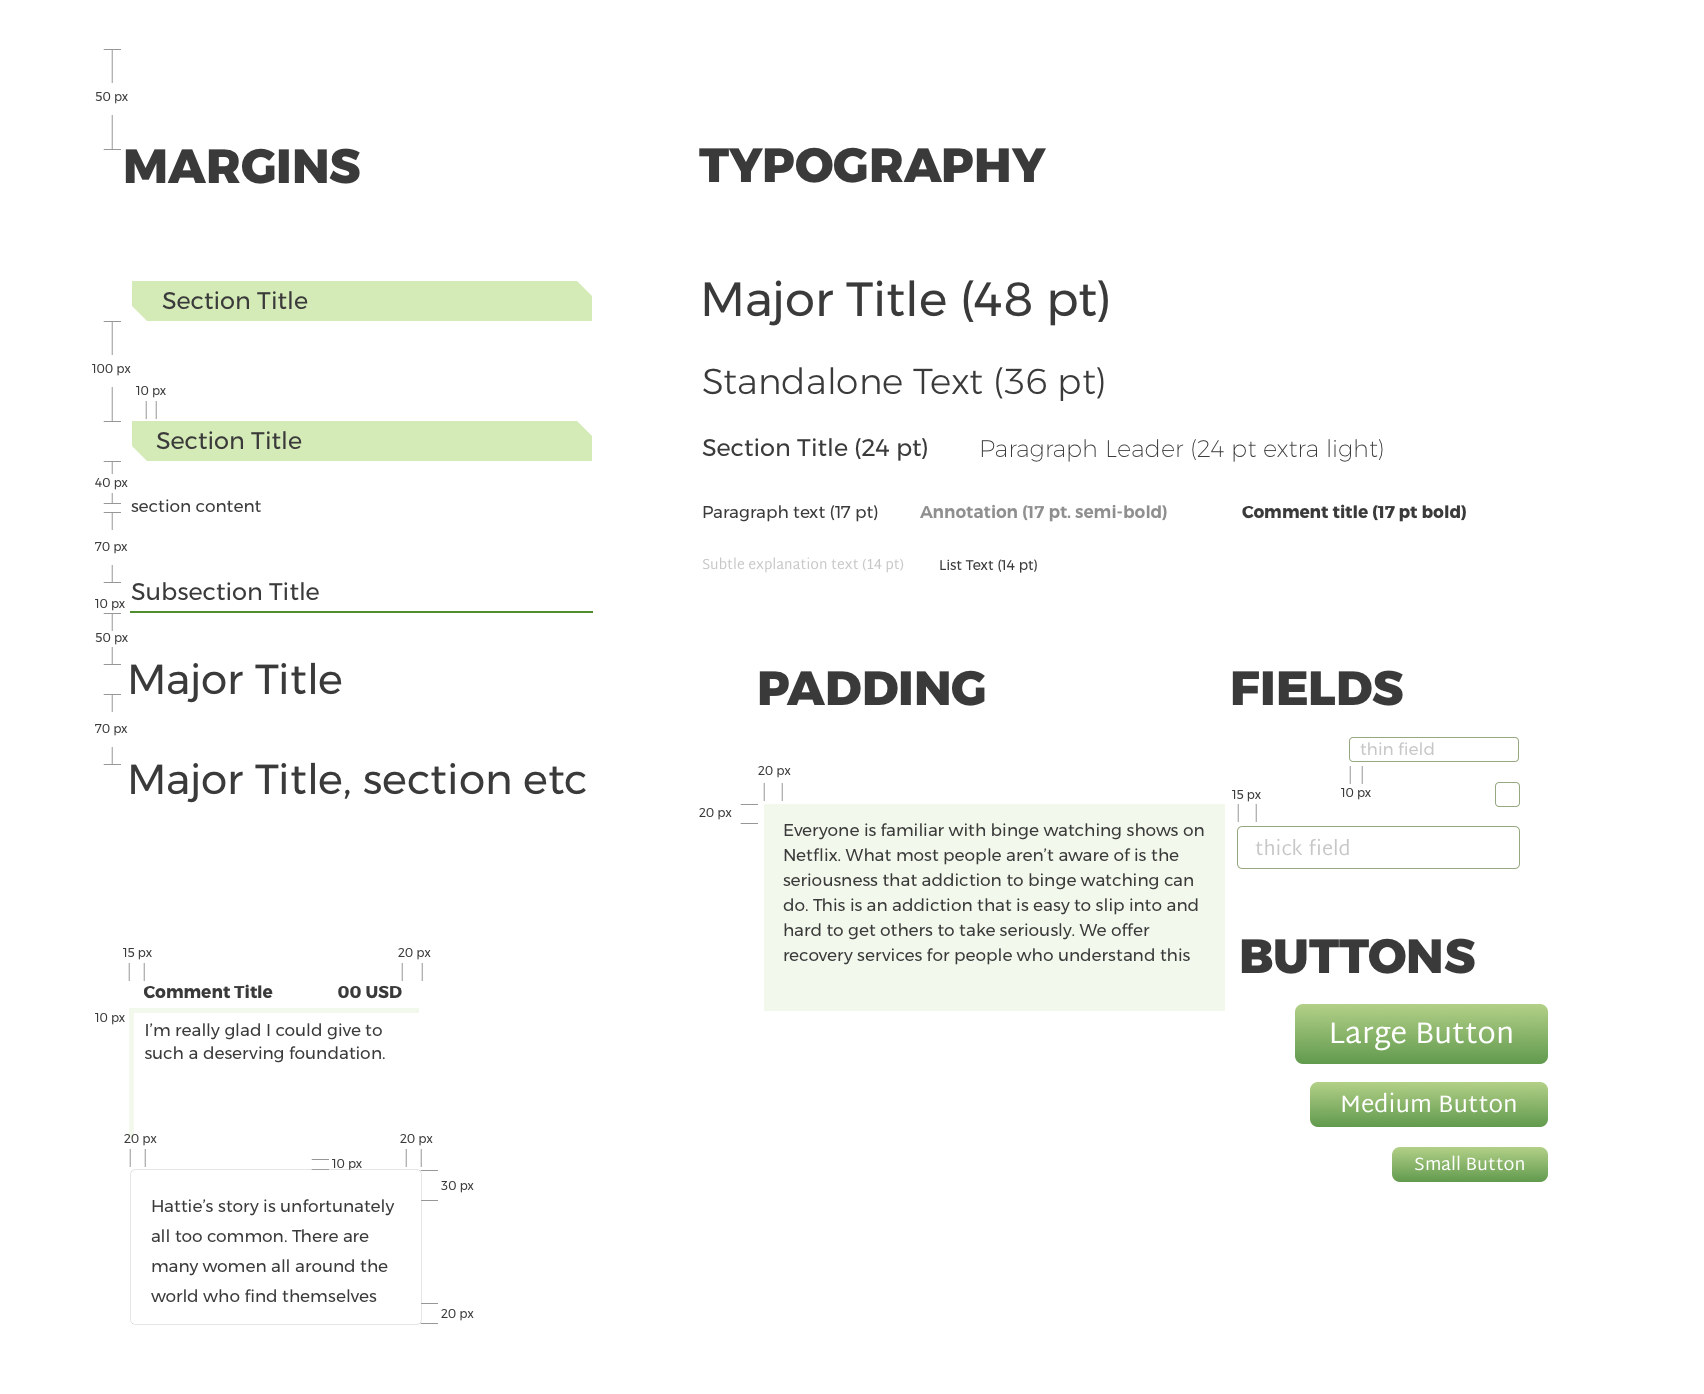 50 px
MARGINS
Section Title
100 px
10 px
Section Title
40 px
section content
70 px
Subsection Title
10 px
50 px
Major Title
70 px
Major Title, section etc
15 px
20 px
Comment Title
00 USD
10 px
I’m really glad I could give to
such a deserving foundation.
20 px
20 px
10 px
30 px
Hattie’s story is unfortunately
all too common. There are
many women all around the
world who find themselves
20 px
TYPOGRAPHY
Major Title (48 pt)
Standalone Text (36 pt)
Section Title (24 pt)
Paragraph Leader (24 pt extra light)
Paragraph text (17 pt)
Annotation (17 pt. semi-bold)
Comment title (17 pt bold)
Subtle explanation text (14 pt)
List Text (14 pt)
PADDING
20 px
20 px
Everyone is familiar with binge watching shows on
Netflix. What most people aren’t aware of is the
seriousness that addiction to binge watching can
do. This is an addiction that is easy to slip into and
hard to get others to take seriously. We offer
recovery services for people who understand this
FIELDS
thin field
10 px
15 px
thick field
BUTTONS
Large Button
Medium Button
Small Button